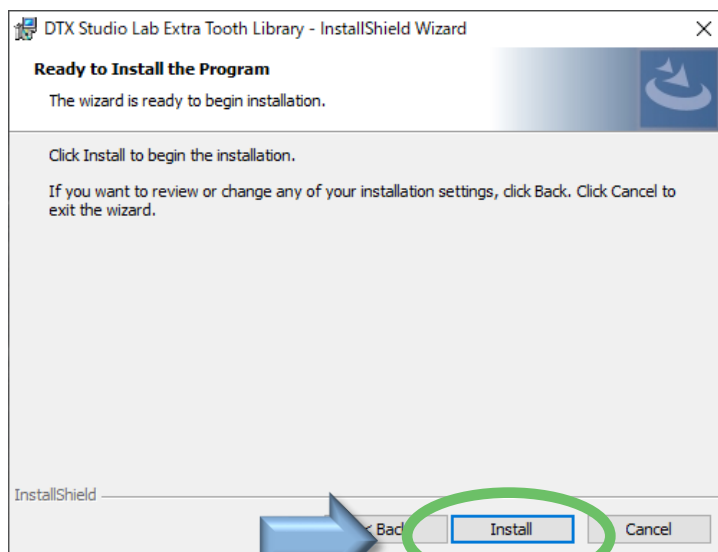 DTX Studio Lab Extra Tooth Library - InstallShield Wizard
Ready to Install the Program
The wizard is ready to begin installation.
Click Install to begin the installation.
If you want to review or change any of your installation settings, click Back. Click Cancel to
exit the wizard.
InstallShield
< Back Install Cancel